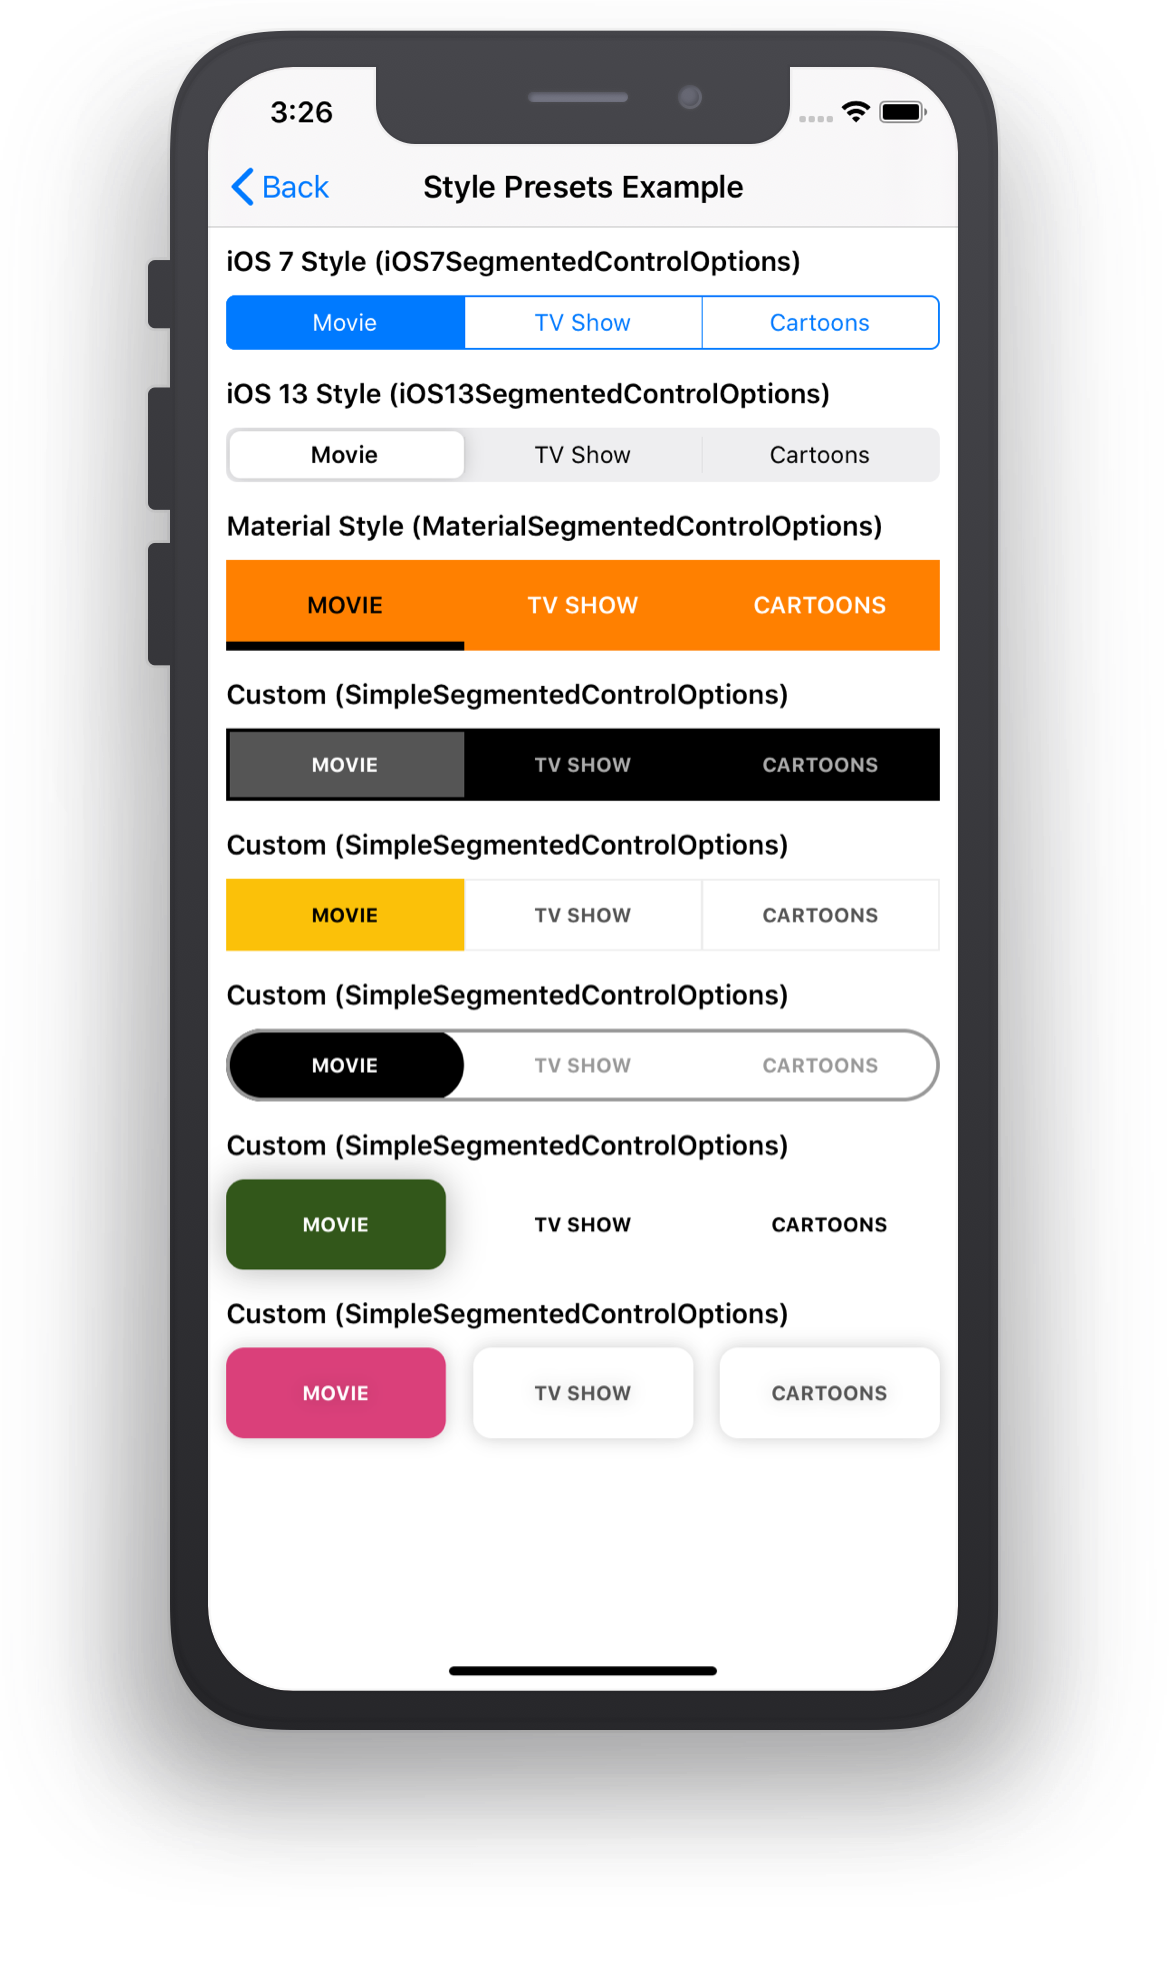 3:26
Back
Style Presets Example
iOS 7 Style (iOS7SegmentedControlOptions)
Movie TV Show Cartoons
iOS 13 Style (iOS13SegmentedControlOptions)
Movie TV Show Cartoons
Material Style (MaterialSegmentedControlOptions)
MOVIE TV SHOW CARTOONS
Custom (SimpleSegmentedControlOptions)
MOVIE TV SHOW CARTOONS
Custom (SimpleSegmentedControlOptions)
MOVIE TV SHOW CARTOONS
Custom (SimpleSegmentedControlOptions)
MOVIE TV SHOW CARTOONS
Custom (SimpleSegmentedControlOptions)
MOVIE TV SHOW CARTOONS
Custom (SimpleSegmentedControlOptions)
MOVIE TV SHOW CARTOONS